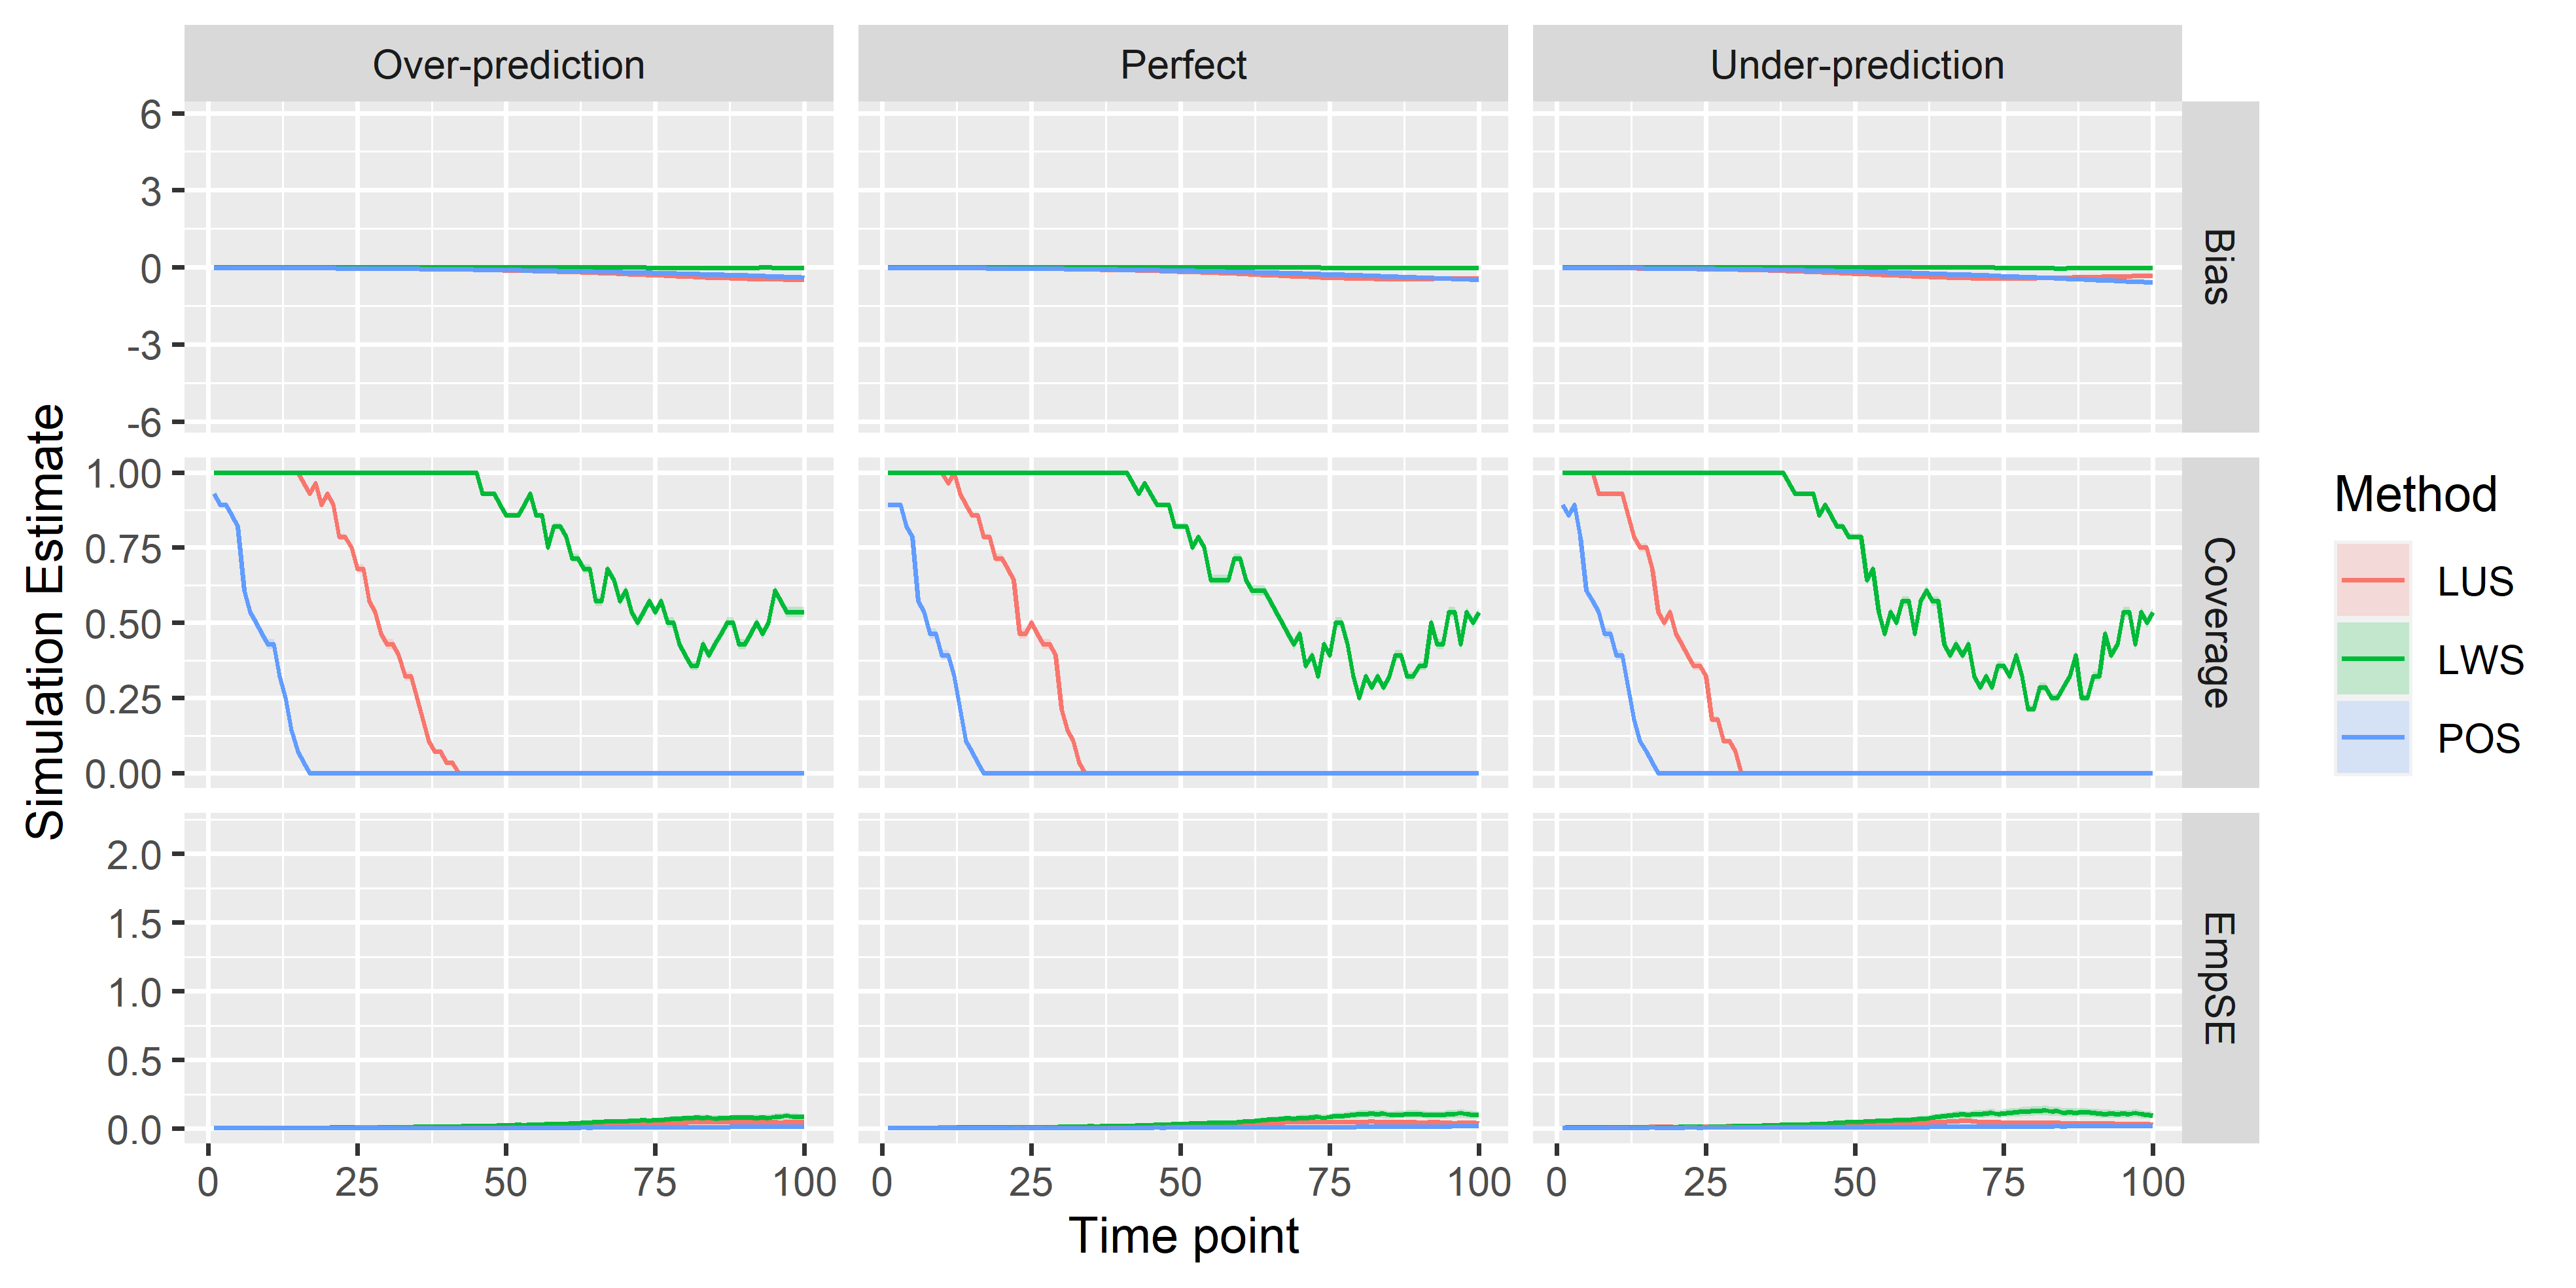 Over-prediction Perfect Under-prediction
6
3
0
-3
-6
Bias
1.00
0.75
0.50
0.25
0.00
Coverage
2.0
1.5
1.0
0.5
0.0
EmpSE
0 25 50 75 100 0 25 50 75 100 0 25 50 75 100
Time point
Simulation Estimate
Method
LUS
LWS
POS